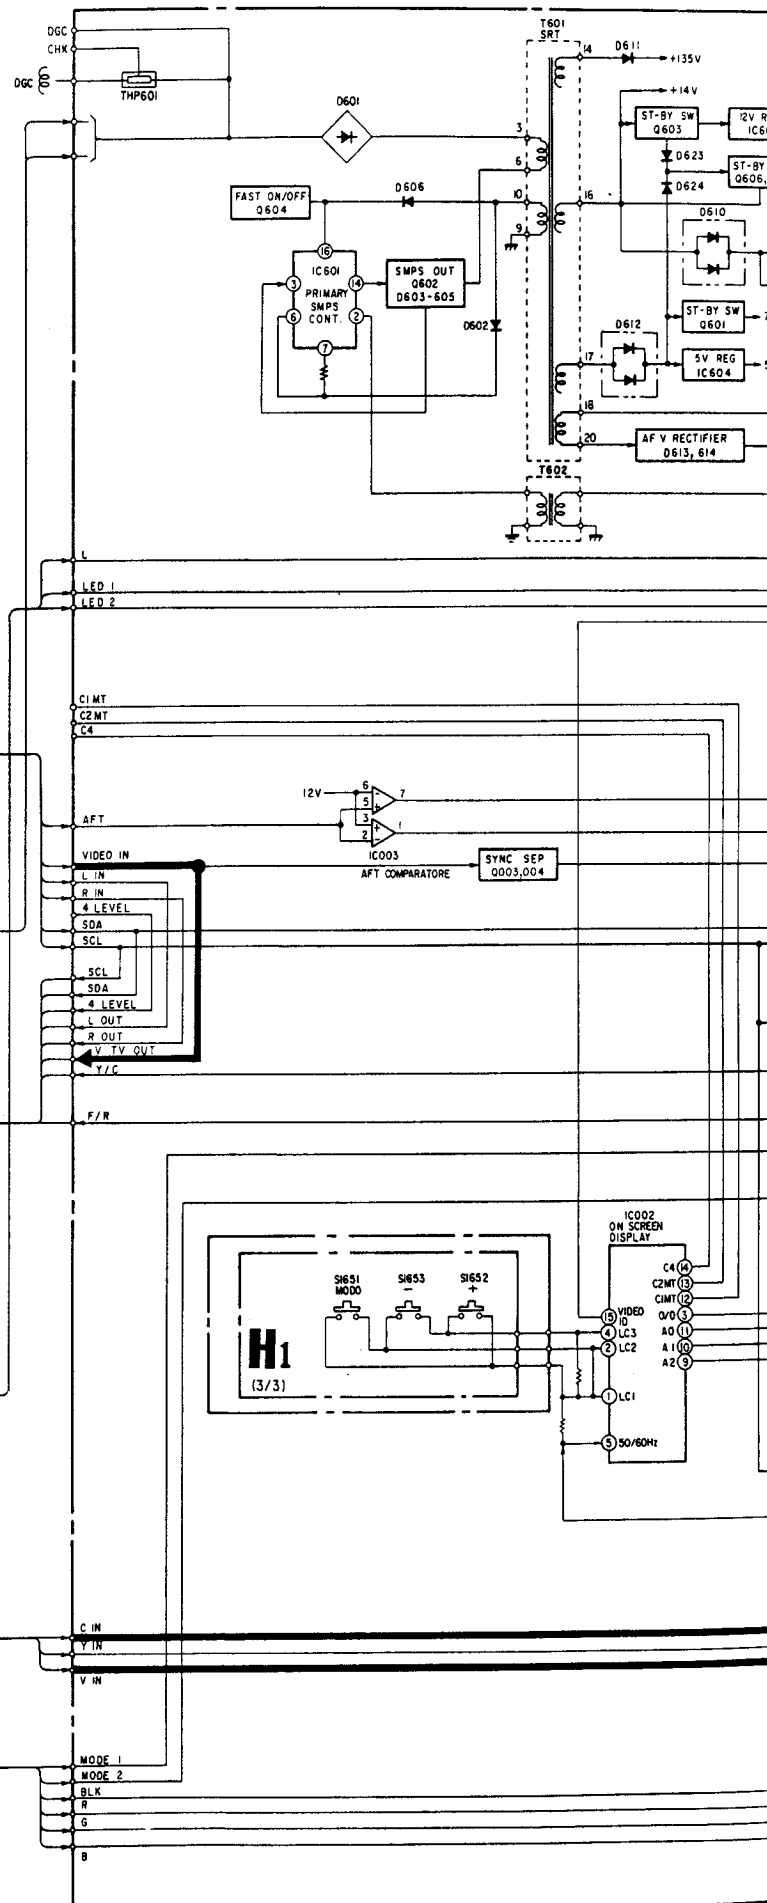 DGC
CHK
DGC
THP601
D601
T601
SRT
14
D611
+135V
+14V
ST-BY SW
Q603
12V R
D623
ST-BY
Q606,
D624
3
6
10
9
16
D610
FAST ON/OFF
Q604
D606
16
IC601
3
14
PRIMARY
SMPS
CONT.
6
2
7
SMPS OUT
Q602
D603-605
D602
ST-BY SW
Q601
7
D612
17
5V REG
IC604
18
20
AF V RECTIFIER
D613, 614
T602
L
LED 1
LED 2
C1MT
C2MT
C4
12V
6
-
5
+
7
3
+
2
-
1
AFT
IC003
AFT COMPARATORE
VIDEO IN
SYNC SEP
Q003,004
L IN
R IN
4 LEVEL
SDA
SCL
SCL
SDA
4 LEVEL
L OUT
R OUT
V TV OUT
Y/C
F/R
IC002
ON SCREEN
DISPLAY
S1651
MODO
S1653
-
S1652
+
H1
(3/3)
C4 14
C2MT 13
C1MT 12
15 VIDEO
ID
O/O 3
4 LC3
A0 11
2 LC2
A1 10
A2 9
1 LC1
5 50/60Hz
C IN
Y IN
V IN
MODE 1
MODE 2
BLK
R
G
B